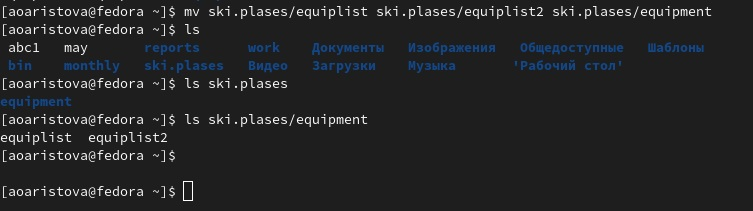 [aoaristova@fedora ~]$ mv ski.plases/equiplist ski.plases/equiplist2 ski.plases/equipment
[aoaristova@fedora ~]$ ls
abc1 may reports work Документы Изображения Общедоступные Шаблоны
bin monthly ski.plases Видео Загрузки Музыка 'Рабочий стол'
[aoaristova@fedora ~]$ ls ski.plases
equipment
[aoaristova@fedora ~]$ ls ski.plases/equipment
equiplist equiplist2
[aoaristova@fedora ~]$
[aoaristova@fedora ~]$